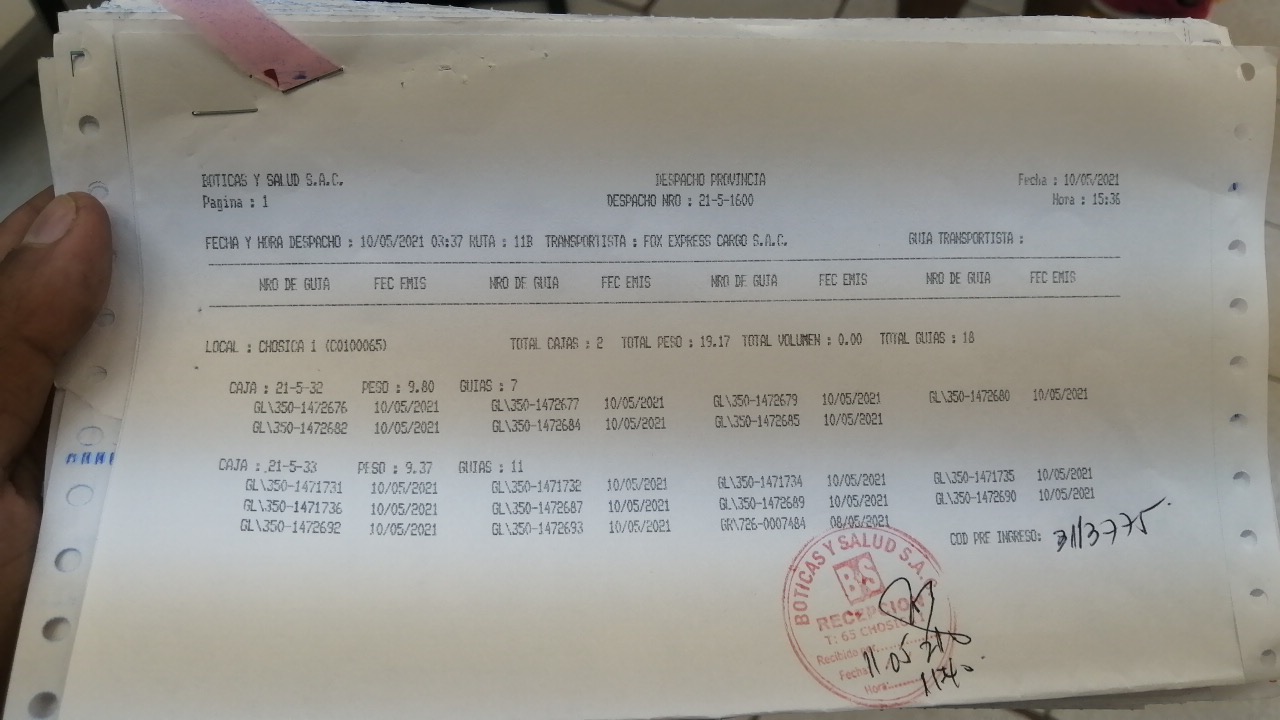 BOTICAS Y SALUD S.A.C. DESPACHO PROVINCIA Fecha : 10/05/2021
Pagina : 1 DESPACHO NRO : 21-5-1600 Hora : 15:36
FECHA Y HORA DESPACHO : 10/05/2021 03:37 RUTA : 11B TRANSPORTISTA : FOX EXPRESS CARGO S.A.C. GUIA TRANSPORTISTA :
NRO DE GUIA FEC EMIS NRO DE GUIA FEC EMIS NRO DE GUIA FEC EMIS NRO DE GUIA FEC EMIS
LOCAL : CHOSICA 1 (C0100065) TOTAL CAJAS : 2 TOTAL PESO : 19.17 TOTAL VOLUMEN : 0.00 TOTAL GUIAS : 18
CAJA : 21-5-32 PESO : 9.80 GUIAS : 7
GL\350-1472676 10/05/2021 GL\350-1472677 10/05/2021 GL\350-1472679 10/05/2021 GL\350-1472680 10/05/2021
GL\350-1472682 10/05/2021 GL\350-1472684 10/05/2021 GL\350-1472685 10/05/2021
CAJA : 21-5-33 PESO : 9.37 GUIAS : 11
GL\350-1471731 10/05/2021 GL\350-1471732 10/05/2021 GL\350-1471734 10/05/2021 GL\350-1471735 10/05/2021
GL\350-1471736 10/05/2021 GL\350-1472687 10/05/2021 GL\350-1472689 10/05/2021 GL\350-1472690 10/05/2021
GL\350-1472692 10/05/2021 GL\350-1472693 10/05/2021 GR\726-0007484 08/05/2021
COD PRE INGRESO: 3113775
BOTICAS Y SALUD S.A.
BS
RECEPCION
T: 65 CHOSICA
Recibido por:
Fecha: 11 05 21
Hora: 1140